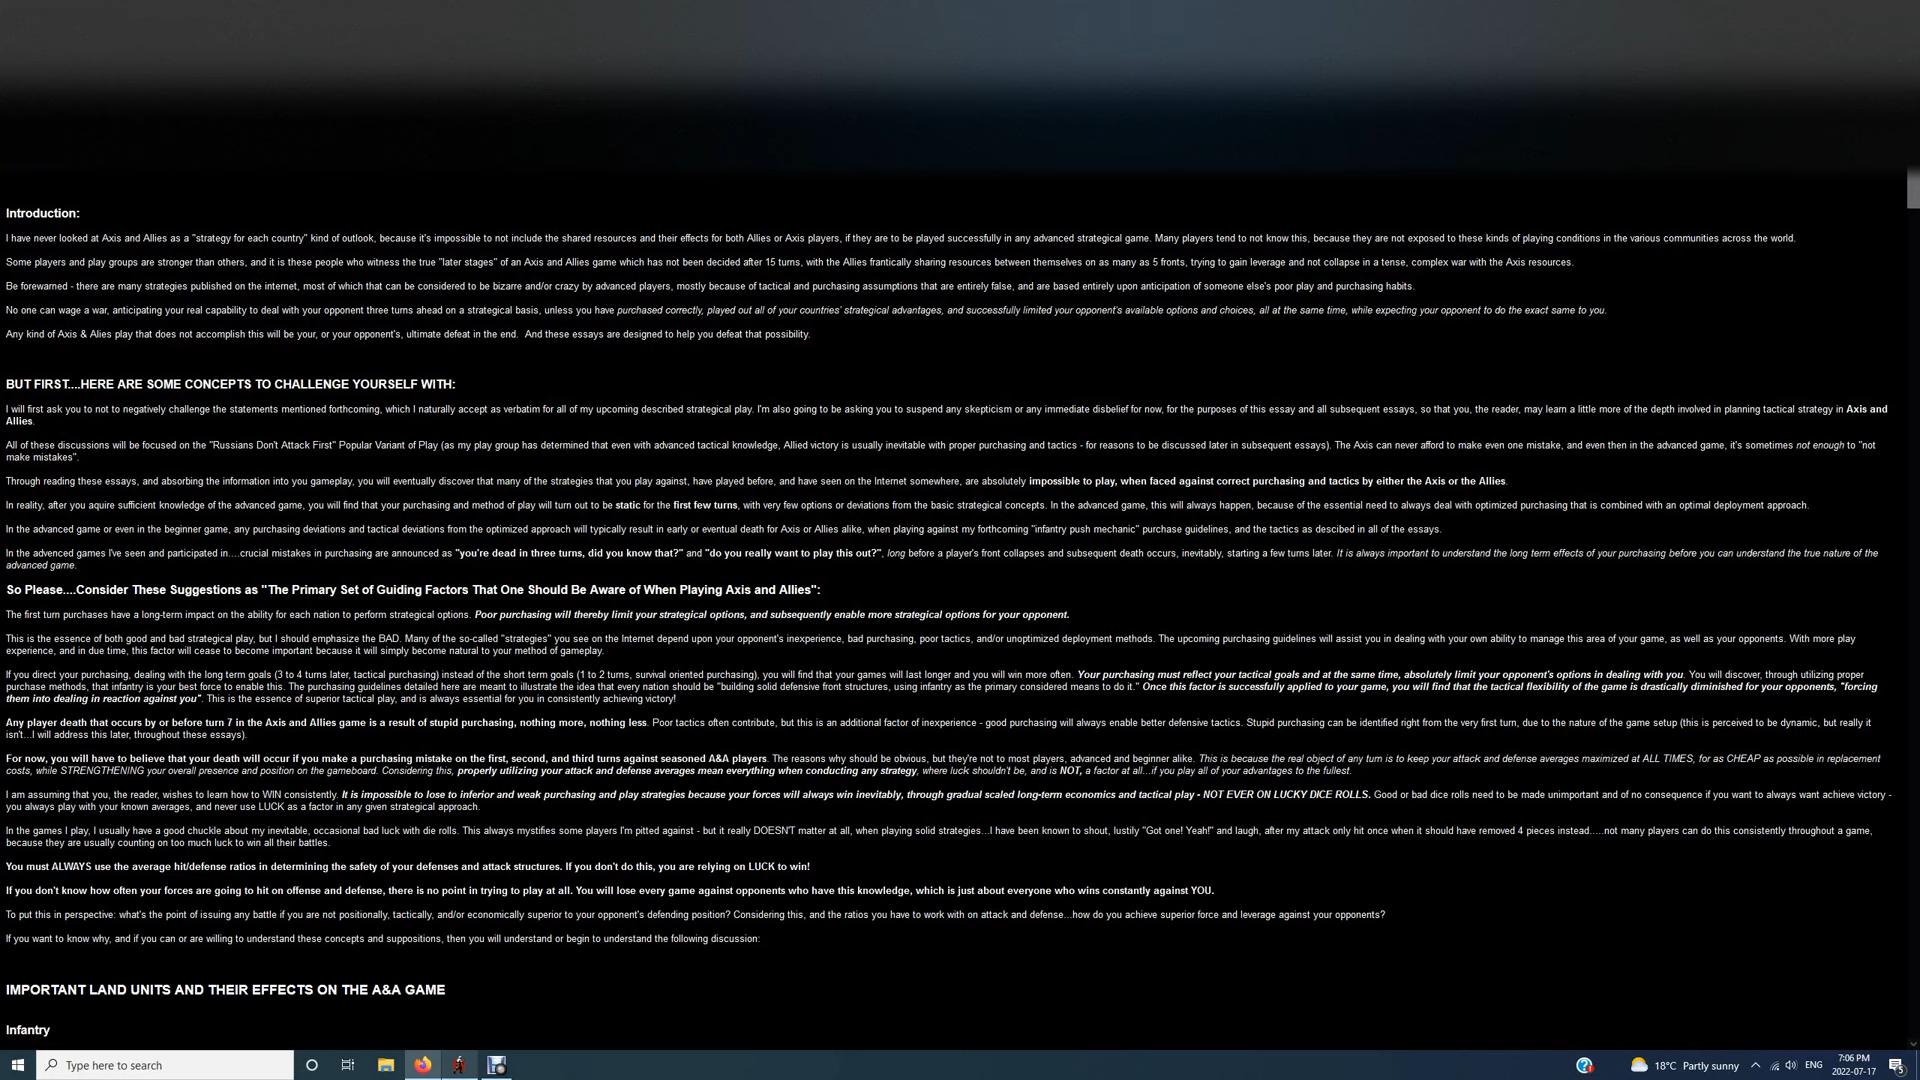 Introduction:
I have never looked at Axis and Allies as a "strategy for each country" kind of outlook, because it's impossible to not include the shared resources and their effects for both Allies or Axis players, if they are to be played successfully in any advanced strategical game. Many players tend to not know this, because they are not exposed to these kinds of playing conditions in the various communities across the world.
Some players and play groups are stronger than others, and it is these people who witness the true "later stages" of an Axis and Allies game which has not been decided after 15 turns, with the Allies frantically sharing resources between themselves on as many as 5 fronts, trying to gain leverage and not collapse in a tense, complex war with the Axis resources.
Be forewarned - there are many strategies published on the internet, most of which that can be considered to be bizarre and/or crazy by advanced players, mostly because of tactical and purchasing assumptions that are entirely false, and are based entirely upon anticipation of someone else's poor play and purchasing habits.
No one can wage a war, anticipating your real capability to deal with your opponent three turns ahead on a strategical basis, unless you have purchased correctly, played out all of your countries' strategical advantages, and successfully limited your opponent's available options and choices, all at the same time, while expecting your opponent to do the exact same to you.
Any kind of Axis & Alies play that does not accomplish this will be your, or your opponent's, ultimate defeat in the end.  And these essays are designed to help you defeat that possibility.
BUT FIRST....HERE ARE SOME CONCEPTS TO CHALLENGE YOURSELF WITH:
I will first ask you to not to negatively challenge the statements mentioned forthcoming, which I naturally accept as verbatim for all of my upcoming described strategical play. I'm also going to be asking you to suspend any skepticism or any immediate disbelief for now, for the purposes of this essay and all subsequent essays, so that you, the reader, may learn a little more of the depth involved in planning tactical strategy in Axis and
Allies.
All of these discussions will be focused on the "Russians Don't Attack First" Popular Variant of Play (as my play group has determined that even with advanced tactical knowledge, Allied victory is usually inevitable with proper purchasing and tactics - for reasons to be discussed later in subsequent essays). The Axis can never afford to make even one mistake, and even then in the advanced game, it's sometimes not enough to "not
make mistakes".
Through reading these essays, and absorbing the information into you gameplay, you will eventually discover that many of the strategies that you play against, have played before, and have seen on the Internet somewhere, are absolutely impossible to play, when faced against correct purchasing and tactics by either the Axis or the Allies.
In reality, after you aquire sufficient knowledge of the advanced game, you will find that your purchasing and method of play will turn out to be static for the first few turns, with very few options or deviations from the basic strategical concepts. In the advanced game, this will always happen, because of the essential need to always deal with optimized purchasing that is combined with an optimal deployment approach.
In the advanced game or even in the beginner game, any purchasing deviations and tactical deviations from the optimized approach will typically result in early or eventual death for Axis or Allies alike, when playing against my forthcoming "infantry push mechanic" purchase guidelines, and the tactics as descibed in all of the essays.
In the advenced games I've seen and participated in....crucial mistakes in purchasing are announced as "you're dead in three turns, did you know that?" and "do you really want to play this out?", long before a player's front collapses and subsequent death occurs, inevitably, starting a few turns later. It is always important to understand the long term effects of your purchasing before you can understand the true nature of the
advanced game.
So Please....Consider These Suggestions as "The Primary Set of Guiding Factors That One Should Be Aware of When Playing Axis and Allies":
The first turn purchases have a long-term impact on the ability for each nation to perform strategical options. Poor purchasing will thereby limit your strategical options, and subsequently enable more strategical options for your opponent.
This is the essence of both good and bad strategical play, but I should emphasize the BAD. Many of the so-called "strategies" you see on the Internet depend upon your opponent's inexperience, bad purchasing, poor tactics, and/or unoptimized deployment methods. The upcoming purchasing guidelines will assist you in dealing with your own ability to manage this area of your game, as well as your opponents. With more play
experience, and in due time, this factor will cease to become important because it will simply become natural to your method of gameplay.
If you direct your purchasing, dealing with the long term goals (3 to 4 turns later, tactical purchasing) instead of the short term goals (1 to 2 turns, survival oriented purchasing), you will find that your games will last longer and you will win more often. Your purchasing must reflect your tactical goals and at the same time, absolutely limit your opponent's options in dealing with you. You will discover, through utilizing proper
purchase methods, that infantry is your best force to enable this. The purchasing guidelines detailed here are meant to illustrate the idea that every nation should be "building solid defensive front structures, using infantry as the primary considered means to do it." Once this factor is successfully applied to your game, you will find that the tactical flexibility of the game is drastically diminished for your opponents, "forcing
them into dealing in reaction against you". This is the essence of superior tactical play, and is always essential for you in consistently achieving victory!
Any player death that occurs by or before turn 7 in the Axis and Allies game is a result of stupid purchasing, nothing more, nothing less. Poor tactics often contribute, but this is an additional factor of inexperience - good purchasing will always enable better defensive tactics. Stupid purchasing can be identified right from the very first turn, due to the nature of the game setup (this is perceived to be dynamic, but really it
isn't...I will address this later, throughout these essays).
For now, you will have to believe that your death will occur if you make a purchasing mistake on the first, second, and third turns against seasoned A&A players. The reasons why should be obvious, but they're not to most players, advanced and beginner alike. This is because the real object of any turn is to keep your attack and defense averages maximized at ALL TIMES, for as CHEAP as possible in replacement
costs, while STRENGTHENING your overall presence and position on the gameboard. Considering this, properly utilizing your attack and defense averages mean everything when conducting any strategy, where luck shouldn't be, and is NOT, a factor at all...if you play all of your advantages to the fullest.
I am assuming that you, the reader, wishes to learn how to WIN consistently. It is impossible to lose to inferior and weak purchasing and play strategies because your forces will always win inevitably, through gradual scaled long-term economics and tactical play - NOT EVER ON LUCKY DICE ROLLS. Good or bad dice rolls need to be made unimportant and of no consequence if you want to always want achieve victory -
you always play with your known averages, and never use LUCK as a factor in any given strategical approach.
In the games I play, I usually have a good chuckle about my inevitable, occasional bad luck with die rolls. This always mystifies some players I'm pitted against - but it really DOESN'T matter at all, when playing solid strategies...I have been known to shout, lustily "Got one! Yeah!" and laugh, after my attack only hit once when it should have removed 4 pieces instead.....not many players can do this consistently throughout a game,
because they are usually counting on too much luck to win all their battles.
You must ALWAYS use the average hit/defense ratios in determining the safety of your defenses and attack structures. If you don't do this, you are relying on LUCK to win!
If you don't know how often your forces are going to hit on offense and defense, there is no point in trying to play at all. You will lose every game against opponents who have this knowledge, which is just about everyone who wins constantly against YOU.
To put this in perspective: what's the point of issuing any battle if you are not positionally, tactically, and/or economically superior to your opponent's defending position? Considering this, and the ratios you have to work with on attack and defense...how do you achieve superior force and leverage against your opponents?
If you want to know why, and if you can or are willing to understand these concepts and suppositions, then you will understand or begin to understand the following discussion:
IMPORTANT LAND UNITS AND THEIR EFFECTS ON THE A&A GAME
Infantry
Type here to search
18°C Partly sunny
ENG
7:06 PM
2022-07-17
5